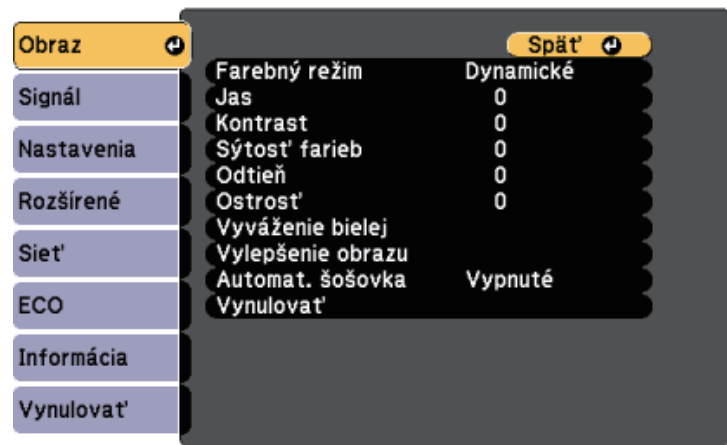 Obraz
Signál
Nastavenia
Rozšírené
Sieť
ECO
Informácia
Vynulovať
Späť
Farebný režim Dynamické
Jas 0
Kontrast 0
Sýtosť farieb 0
Odtieň 0
Ostrosť 0
Vyváženie bielej
Vylepšenie obrazu
Automat. šošovka Vypnuté
Vynulovať